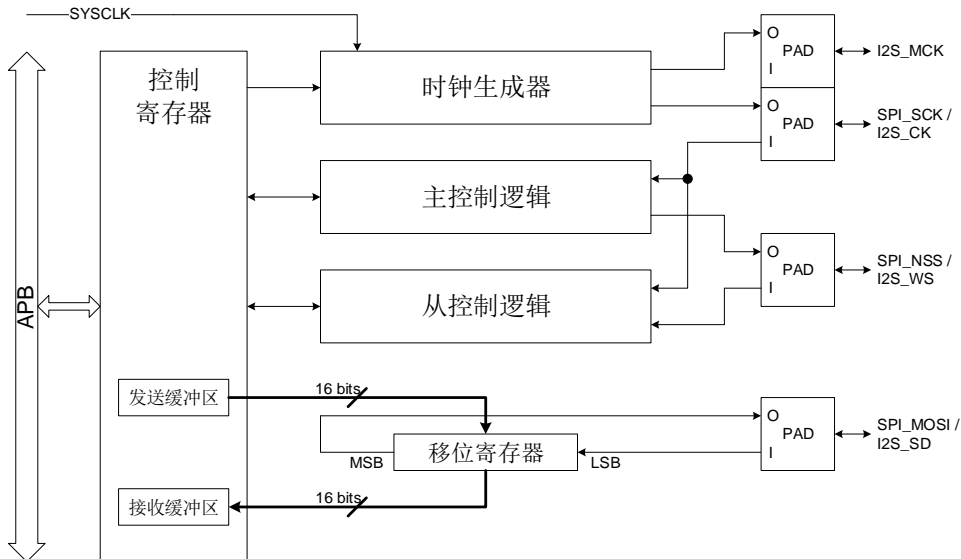 SYSCLK
控制
寄存器
时钟生成器
O
PAD
I
I2S_MCK
O
PAD
I
SPI_SCK /
I2S_CK
主控制逻辑
O
PAD
I
SPI_NSS /
I2S_WS
从控制逻辑
APB
发送缓冲区
16 bits
移位寄存器
MSB
LSB
O
PAD
I
SPI_MOSI /
I2S_SD
接收缓冲区
16 bits